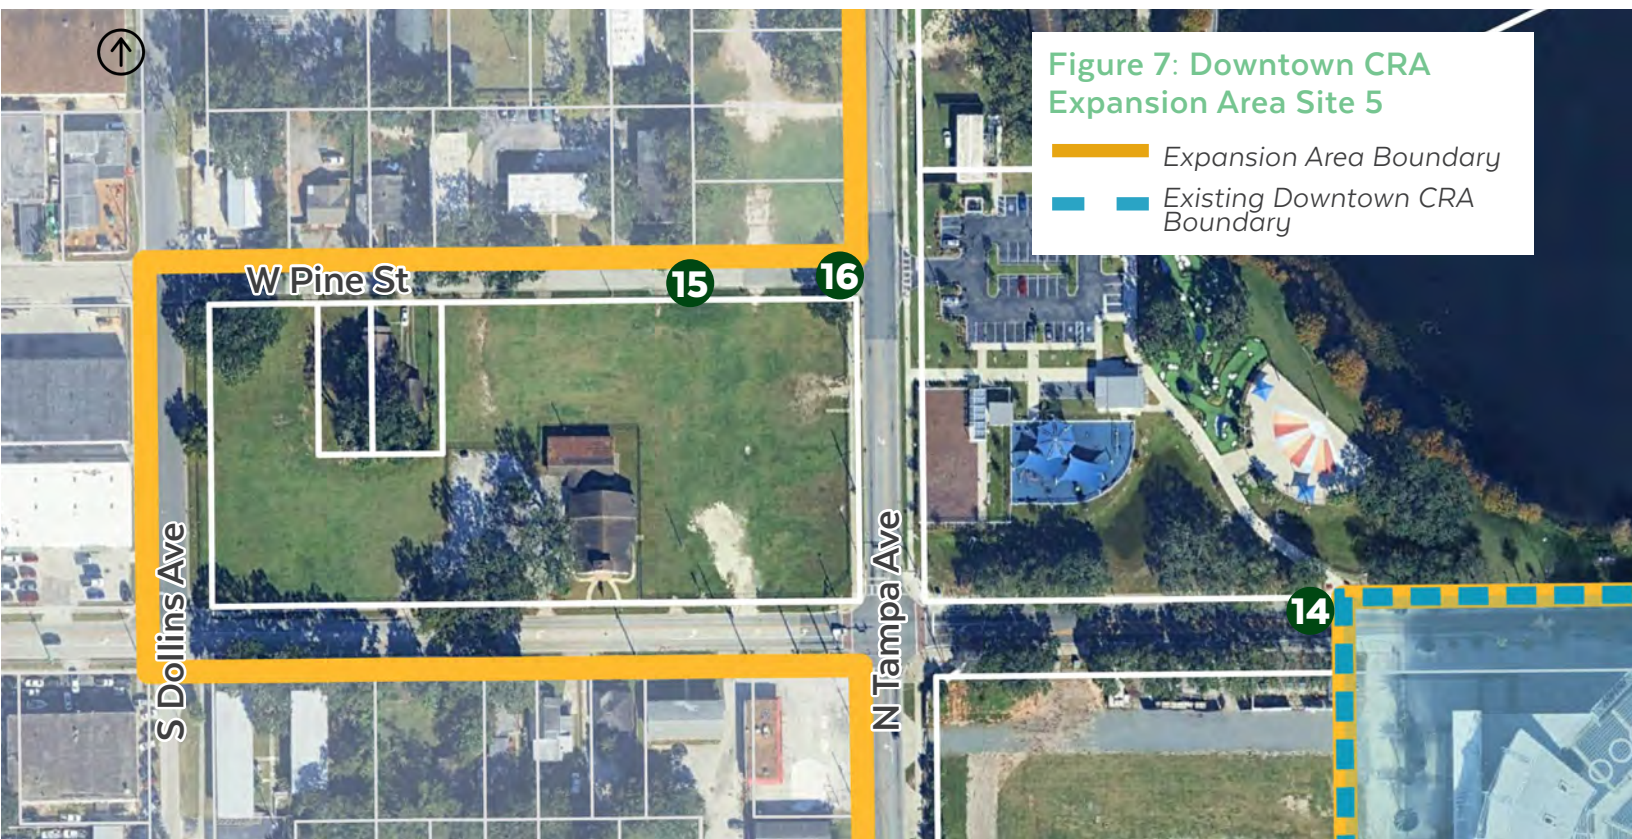 Figure 7: Downtown CRA
Expansion Area Site 5
Expansion Area Boundary
Existing Downtown CRA
Boundary
W Pine St
15
16
S Dollins Ave
N Tampa Ave
14